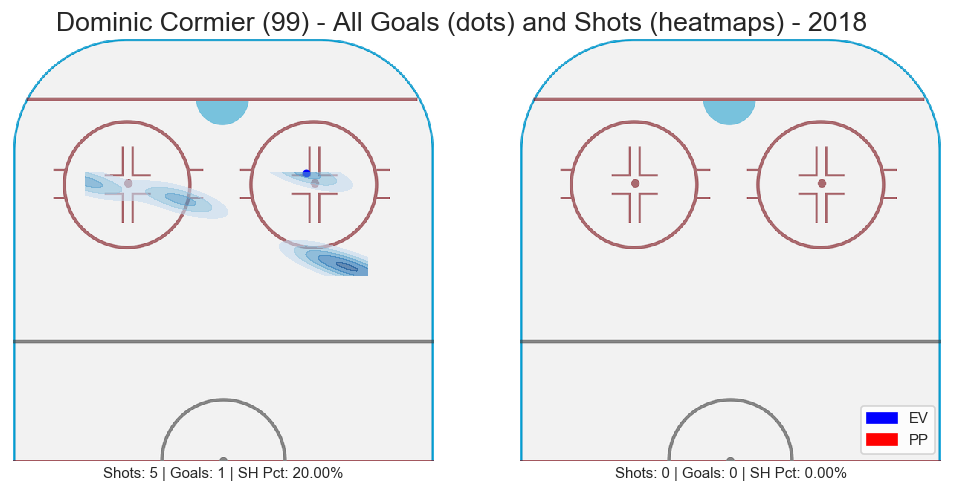 Dominic Cormier (99) - All Goals (dots) and Shots (heatmaps) - 2018
EV
PP
Shots: 5 | Goals: 1 | SH Pct: 20.00%
Shots: 0 | Goals: 0 | SH Pct: 0.00%